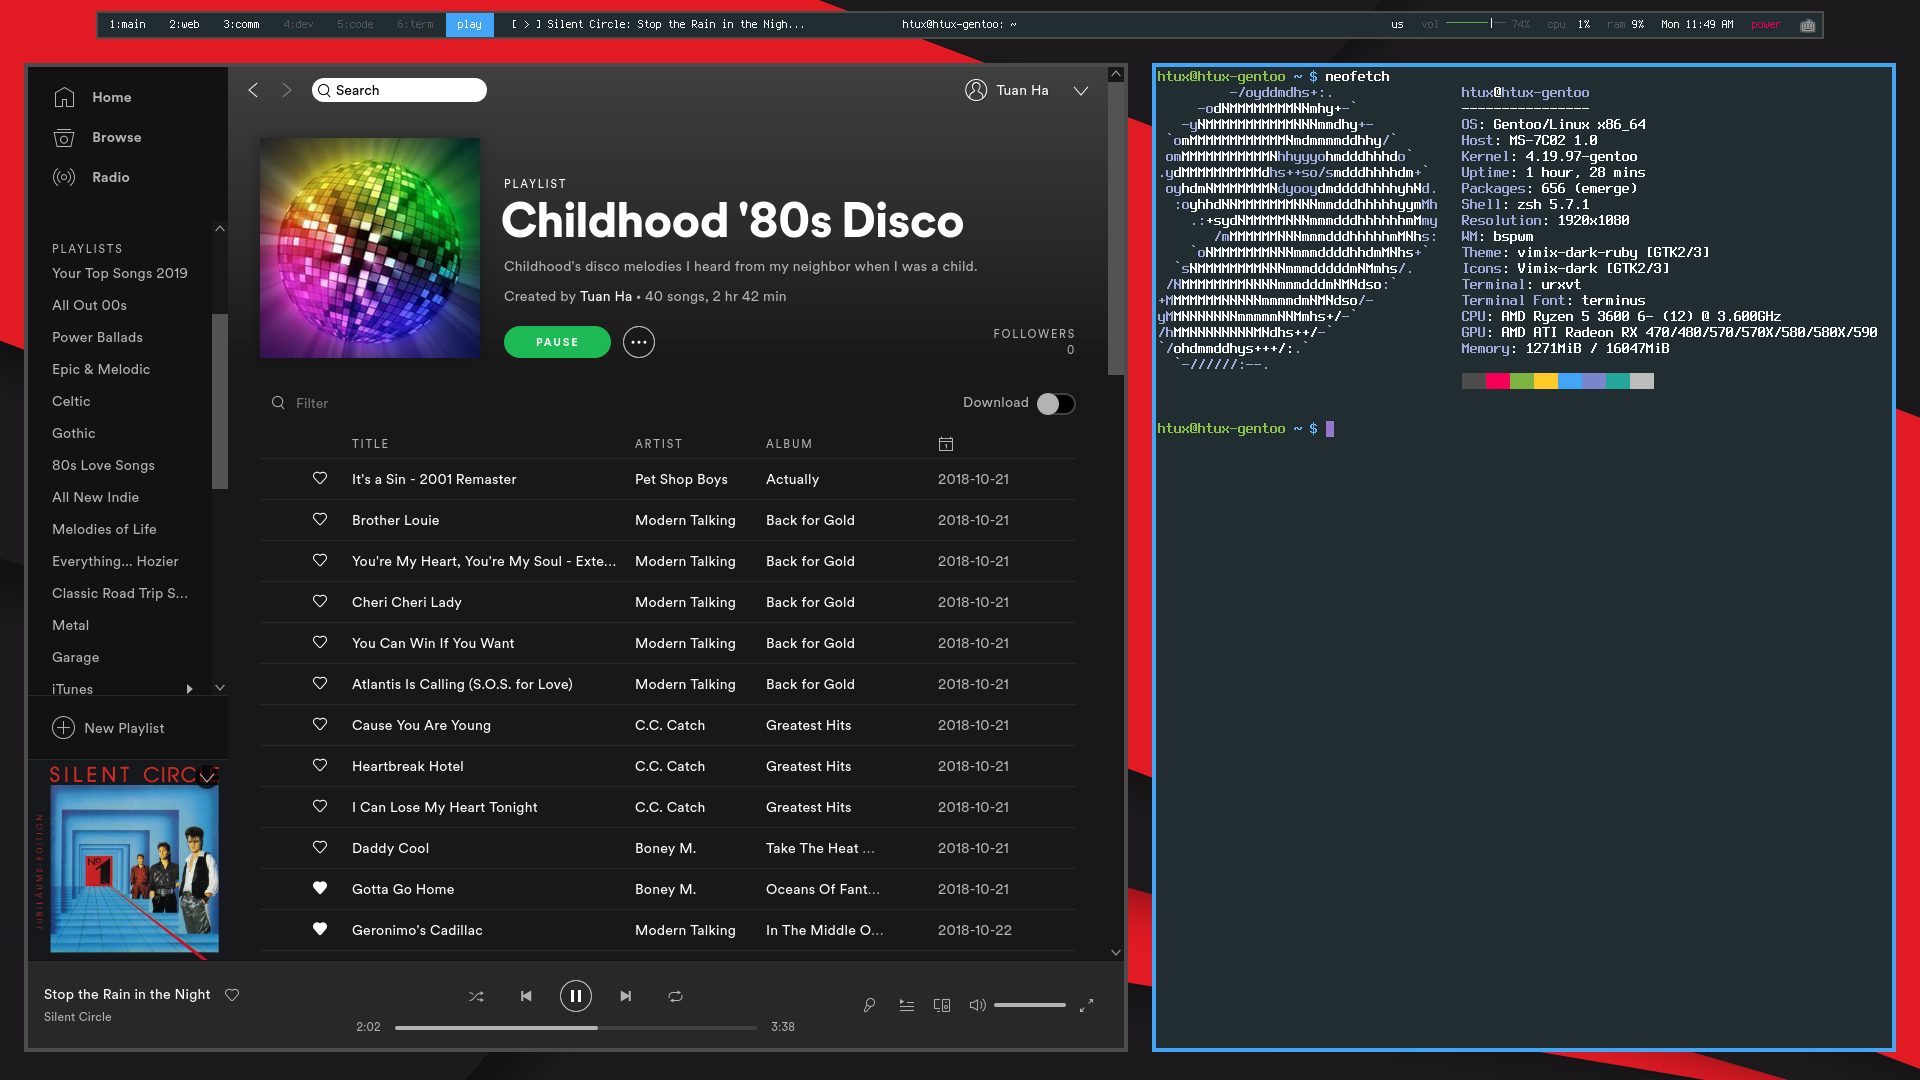 1:main 2:web 3:comm 4:dev 5:code 6:term play [ > ] Silent Circle: Stop the Rain in the Nigh... htux@htux-gentoo: ~ us vol 74% cpu 1% ram 9% Mon 11:49 AM power
Home
Browse
Radio
PLAYLISTS
Your Top Songs 2019
All Out 00s
Power Ballads
Epic & Melodic
Celtic
Gothic
80s Love Songs
All New Indie
Melodies of Life
Everything... Hozier
Classic Road Trip S...
Metal
Garage
iTunes
New Playlist
SILENT CIRCLE
JUBILÄUMS-EDITION
No 1
Search
Tuan Ha
PLAYLIST
Childhood '80s Disco
Childhood's disco melodies I heard from my neighbor when I was a child.
Created by Tuan Ha • 40 songs, 2 hr 42 min
PAUSE
FOLLOWERS
0
Filter
Download
TITLE ARTIST ALBUM
It's a Sin - 2001 Remaster Pet Shop Boys Actually 2018-10-21
Brother Louie Modern Talking Back for Gold 2018-10-21
You're My Heart, You're My Soul - Exte... Modern Talking Back for Gold 2018-10-21
Cheri Cheri Lady Modern Talking Back for Gold 2018-10-21
You Can Win If You Want Modern Talking Back for Gold 2018-10-21
Atlantis Is Calling (S.O.S. for Love) Modern Talking Back for Gold 2018-10-21
Cause You Are Young C.C. Catch Greatest Hits 2018-10-21
Heartbreak Hotel C.C. Catch Greatest Hits 2018-10-21
I Can Lose My Heart Tonight C.C. Catch Greatest Hits 2018-10-21
Daddy Cool Boney M. Take The Heat ... 2018-10-21
Gotta Go Home Boney M. Oceans Of Fant... 2018-10-21
Geronimo's Cadillac Modern Talking In The Middle O... 2018-10-22
Stop the Rain in the Night
Silent Circle
2:02 3:38
htux@htux-gentoo ~ $ neofetch
htux@htux-gentoo
----------------
OS: Gentoo/Linux x86_64
Host: MS-7C02 1.0
Kernel: 4.19.97-gentoo
Uptime: 1 hour, 28 mins
Packages: 656 (emerge)
Shell: zsh 5.7.1
Resolution: 1920x1080
WM: bspwm
Theme: vimix-dark-ruby [GTK2/3]
Icons: Vimix-dark [GTK2/3]
Terminal: urxvt
Terminal Font: terminus
CPU: AMD Ryzen 5 3600 6- (12) @ 3.600GHz
GPU: AMD ATI Radeon RX 470/480/570/570X/580/580X/590
Memory: 1271MiB / 16047MiB
htux@htux-gentoo ~ $